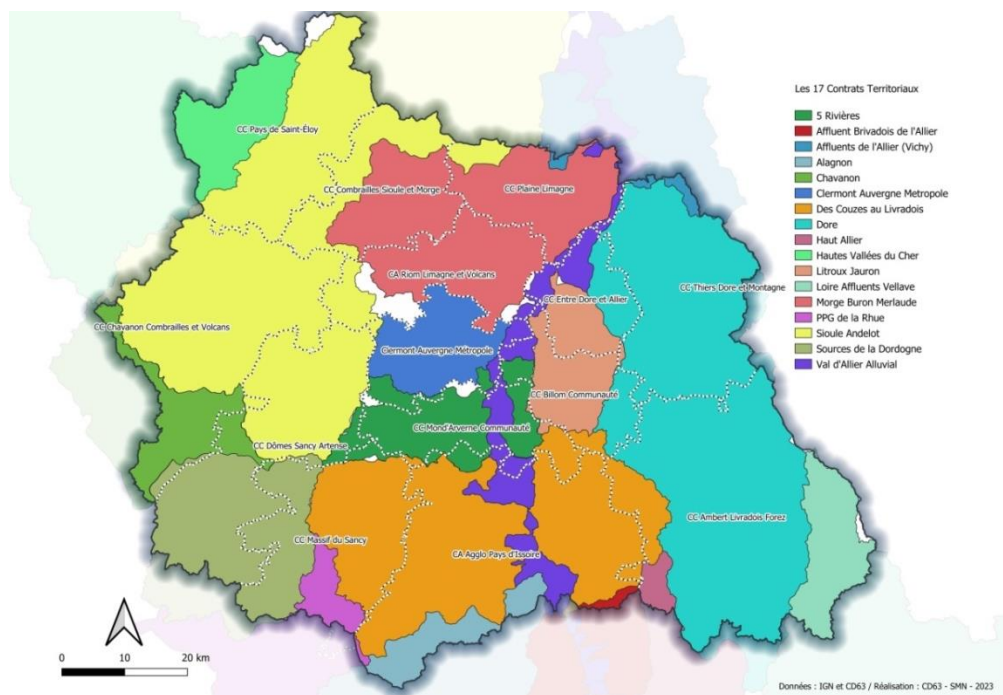 Les 17 Contrats Territoriaux
5 Rivières
Affluent Brivadois de l'Allier
Affluents de l'Allier (Vichy)
Alagnon
Chavanon
Clermont Auvergne Metropole
Des Couzes au Livradois
Dore
Haut Allier
Hautes Vallées du Cher
Litroux Jauron
Loire Affluents Vellave
Morge Buron Merlaude
PPG de la Rhue
Sioule Andelot
Sources de la Dordogne
Val d'Allier Alluvial
CC Pays de Saint-Éloy
CC Combrailles Sioule et Morge
CC Plaine Limagne
CA Riom Limagne et Volcans
CC Thiers Dore et Montagne
CC Entre Dore et Allier
CC Chavanon Combrailles et Volcans
Clermont Auvergne Métropole
CC Billom Communauté
CC Mond'Arverne Communauté
CC Dômes Sancy Artense
CC Ambert Livradois Forez
CC Massif du Sancy
CA Agglo Pays d'Issoire
0 10 20 km
Données : IGN et CD63 / Réalisation : CD63 - SMN - 2023